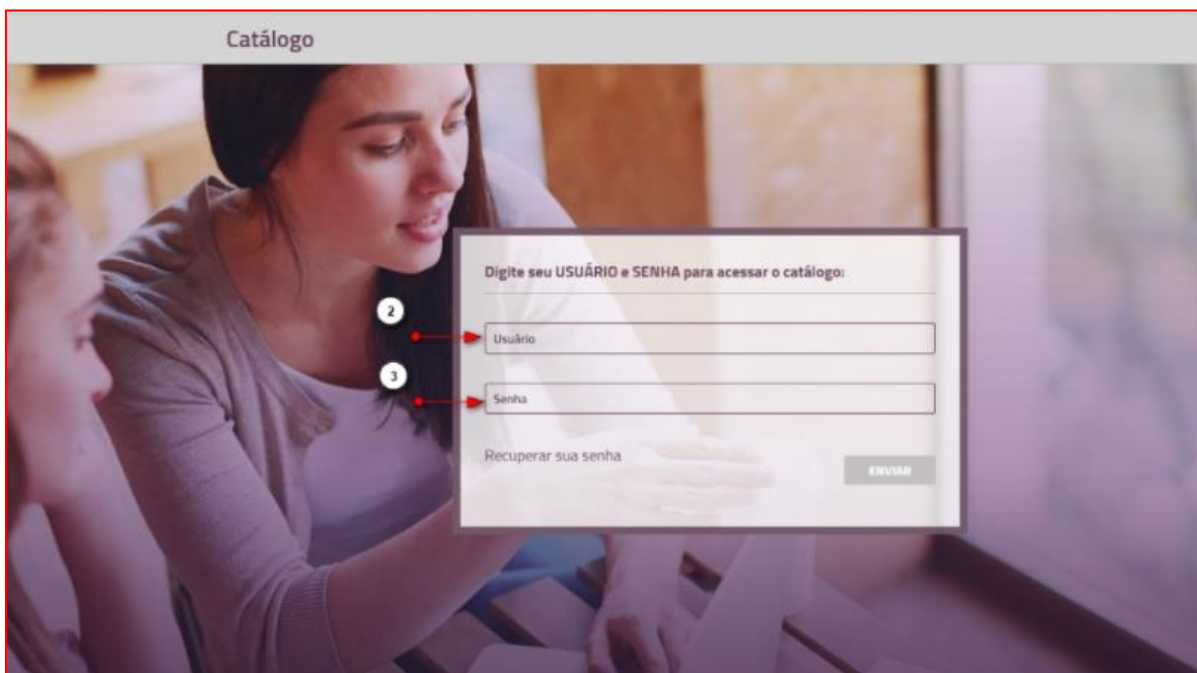 Catálogo
Digite seu USUÁRIO e SENHA para acessar o catálogo:
2
Usuário
3
Senha
Recuperar sua senha
ENVIAR